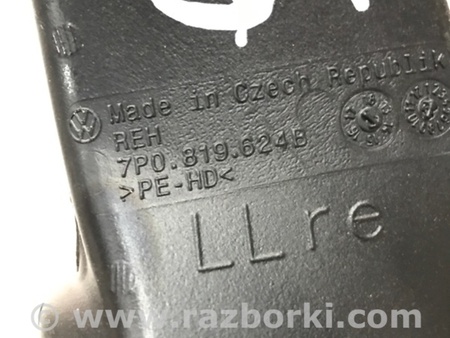 Made in Czech Republik
REH
7P0.819.624B
>PE-HD<
LLre
© www.razborki.com